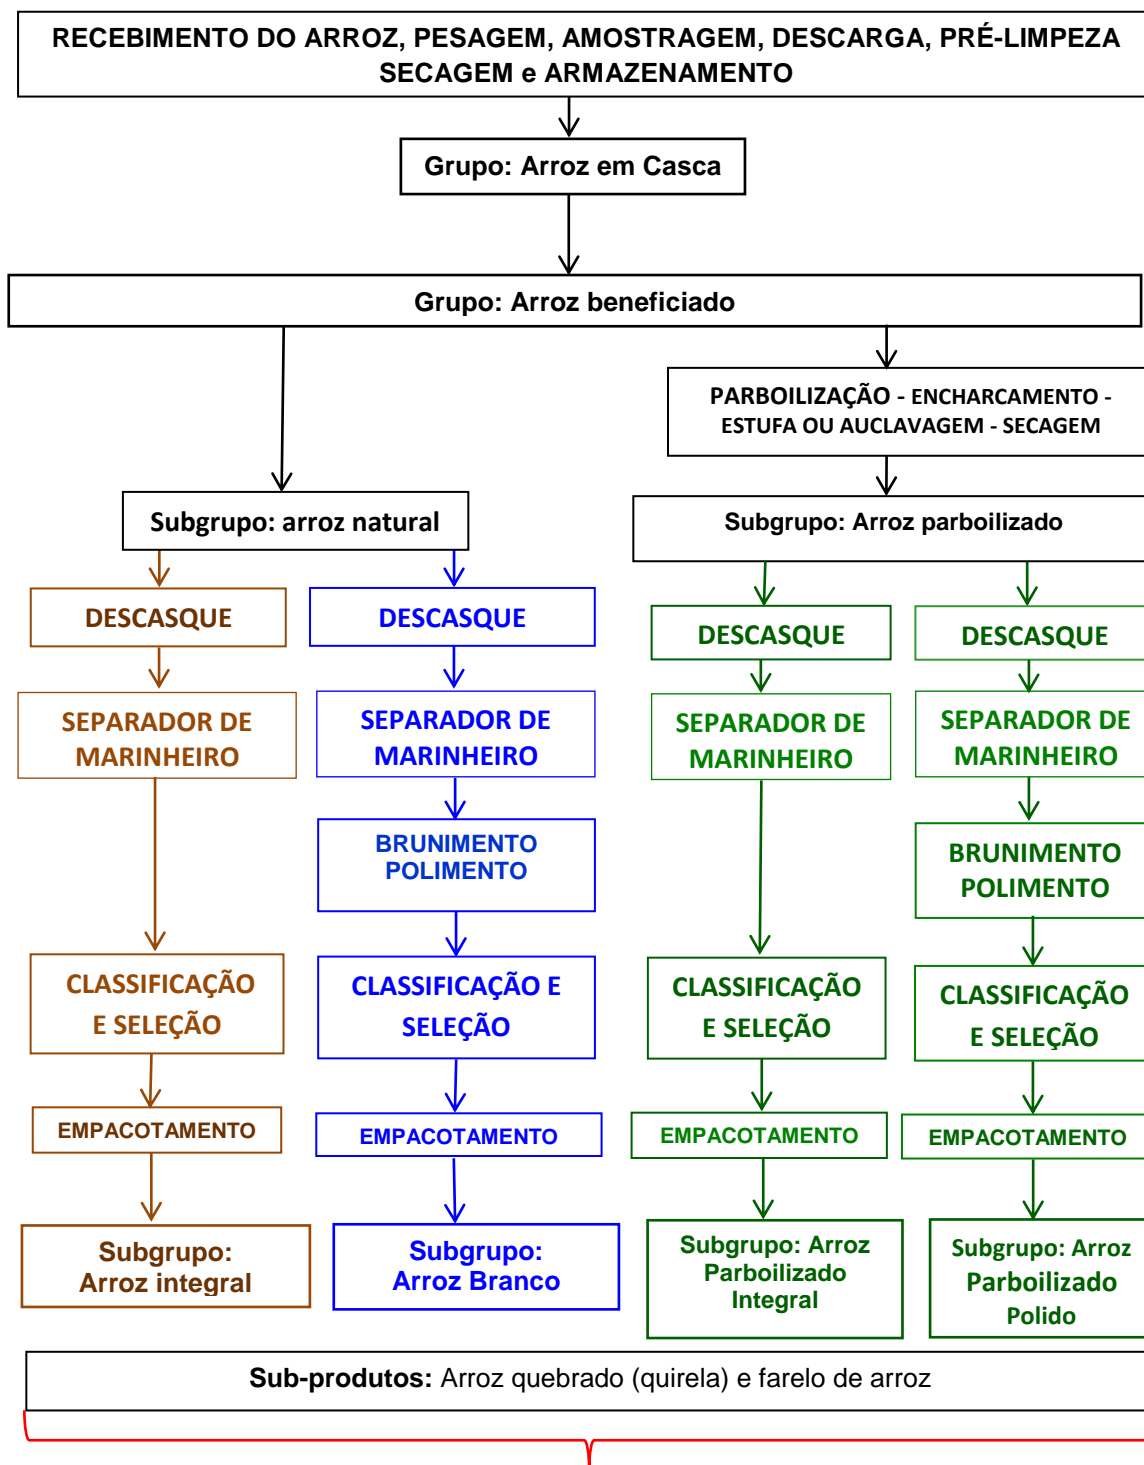 RECEBIMENTO DO ARROZ, PESAGEM, AMOSTRAGEM, DESCARGA, PRÉ-LIMPEZA
SECAGEM e ARMAZENAMENTO
Grupo: Arroz em Casca
Grupo: Arroz beneficiado
PARBOILIZAÇÃO - ENCHARCAMENTO -
ESTUFA OU AUCLAVAGEM - SECAGEM
Subgrupo: arroz natural
Subgrupo: Arroz parboilizado
DESCASQUE
SEPARADOR DE
MARINHEIRO
CLASSIFICAÇÃO
E SELEÇÃO
EMPACOTAMENTO
Subgrupo:
Arroz integral
DESCASQUE
SEPARADOR DE
MARINHEIRO
BRUNIMENTO
POLIMENTO
CLASSIFICAÇÃO E
SELEÇÃO
EMPACOTAMENTO
Subgrupo:
Arroz Branco
DESCASQUE
SEPARADOR DE
MARINHEIRO
CLASSIFICAÇÃO
E SELEÇÃO
EMPACOTAMENTO
Subgrupo: Arroz
Parboilizado
Integral
DESCASQUE
SEPARADOR DE
MARINHEIRO
BRUNIMENTO
POLIMENTO
CLASSIFICAÇÃO
E SELEÇÃO
EMPACOTAMENTO
Subgrupo: Arroz
Parboilizado
Polido
Sub-produtos: Arroz quebrado (quirela) e farelo de arroz